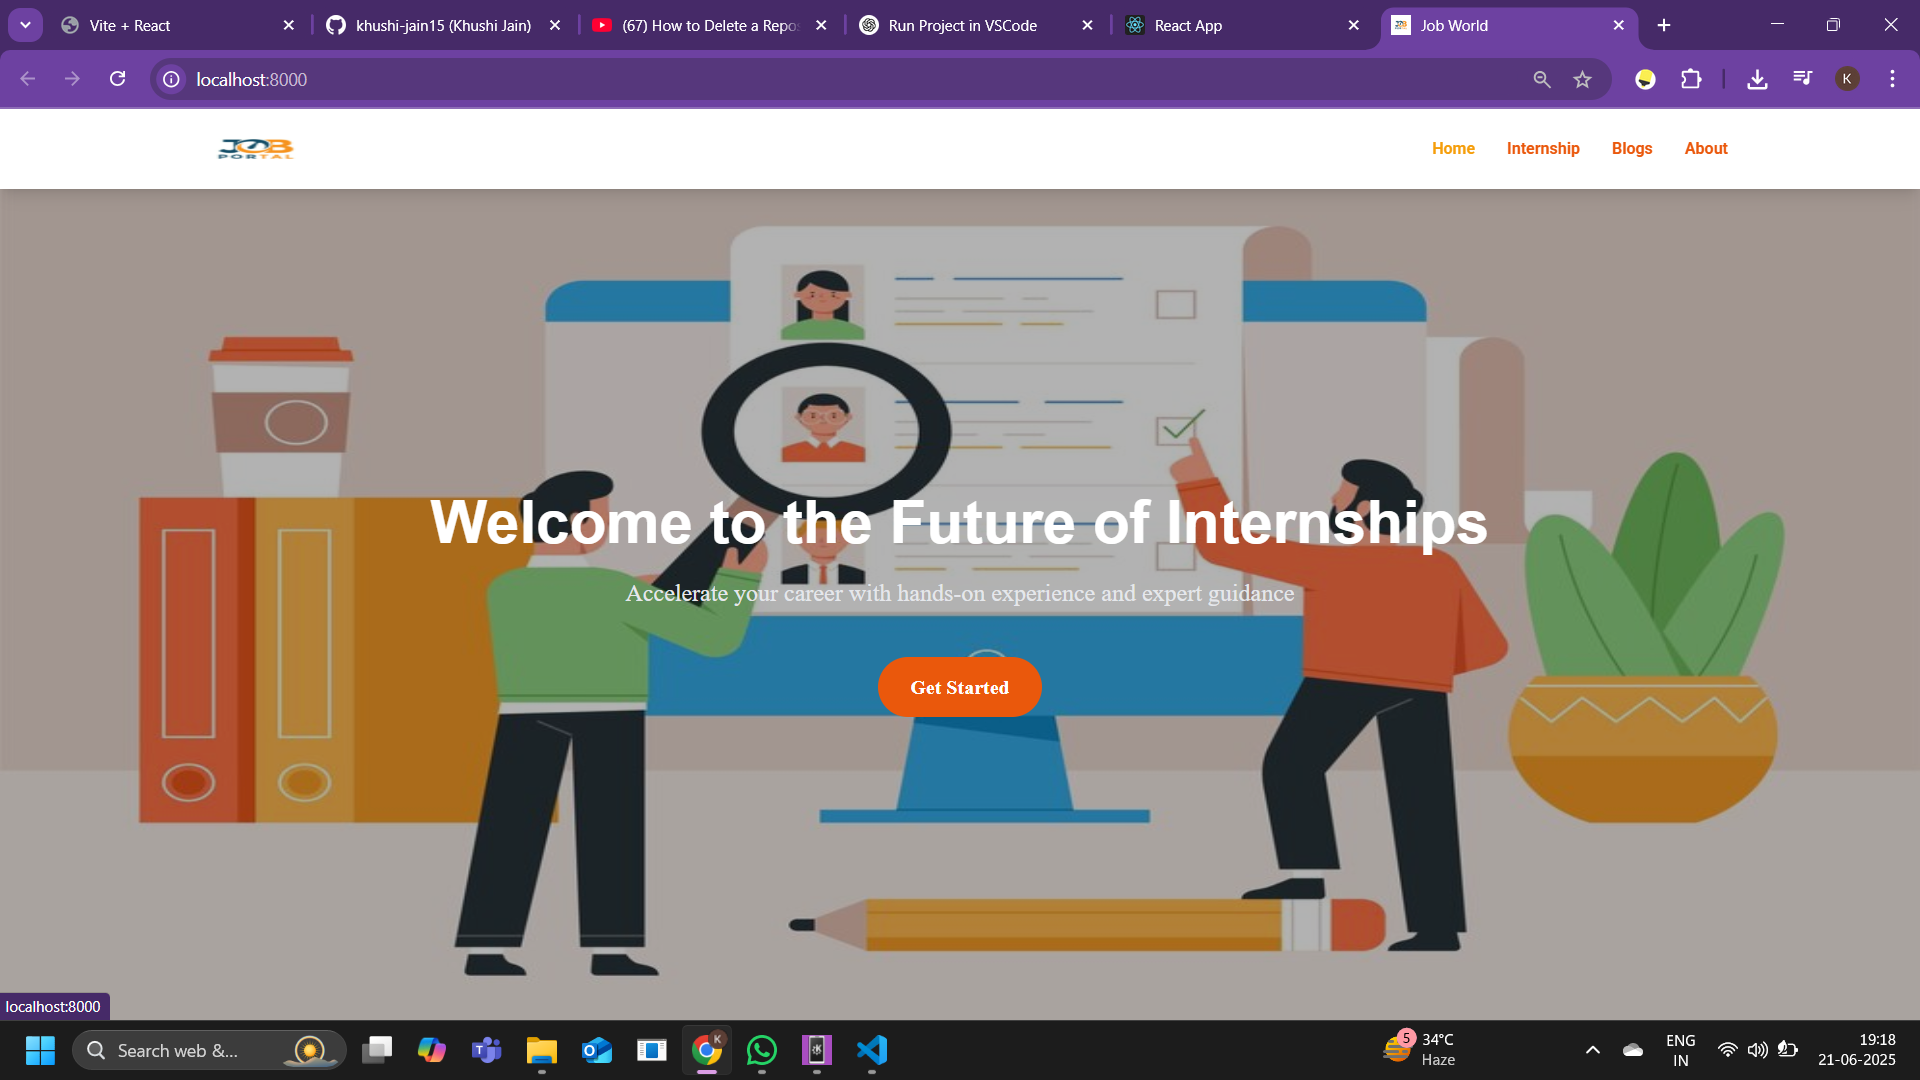 Vite + React
khushi-jain15 (Khushi Jain)
(67) How to Delete a Repos
Run Project in VSCode
React App
Job World
localhost:8000
K
JOB
PORTAL
Home
Internship
Blogs
About
Welcome to the Future of Internships
Accelerate your career with hands-on experience and expert guidance
Get Started
localhost:8000
Search web &...
K
5
34°C
Haze
ENG
IN
19:18
21-06-2025